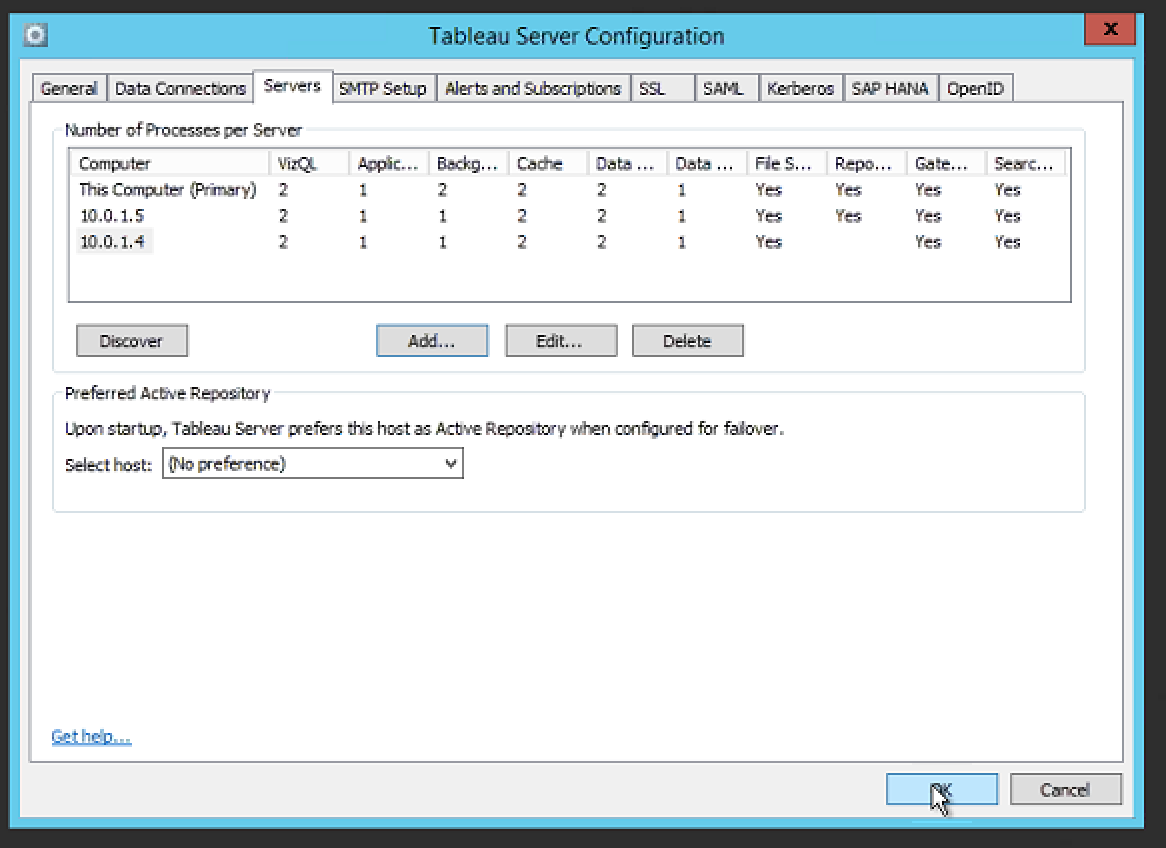 Tableau Server Configuration
x
General Data Connections Servers SMTP Setup Alerts and Subscriptions SSL SAML Kerberos SAP HANA OpenID
Number of Processes per Server
Computer VizQL Applic... Backg... Cache Data ... Data ... File S... Repo... Gate... Searc...
This Computer (Primary) 2 1 2 2 2 1 Yes Yes Yes Yes
10.0.1.5 2 1 1 2 2 1 Yes Yes Yes Yes
10.0.1.4 2 1 1 2 2 1 Yes Yes Yes
Discover Add... Edit... Delete
Preferred Active Repository
Upon startup, Tableau Server prefers this host as Active Repository when configured for failover.
Select host: (No preference)
Get help...
OK Cancel